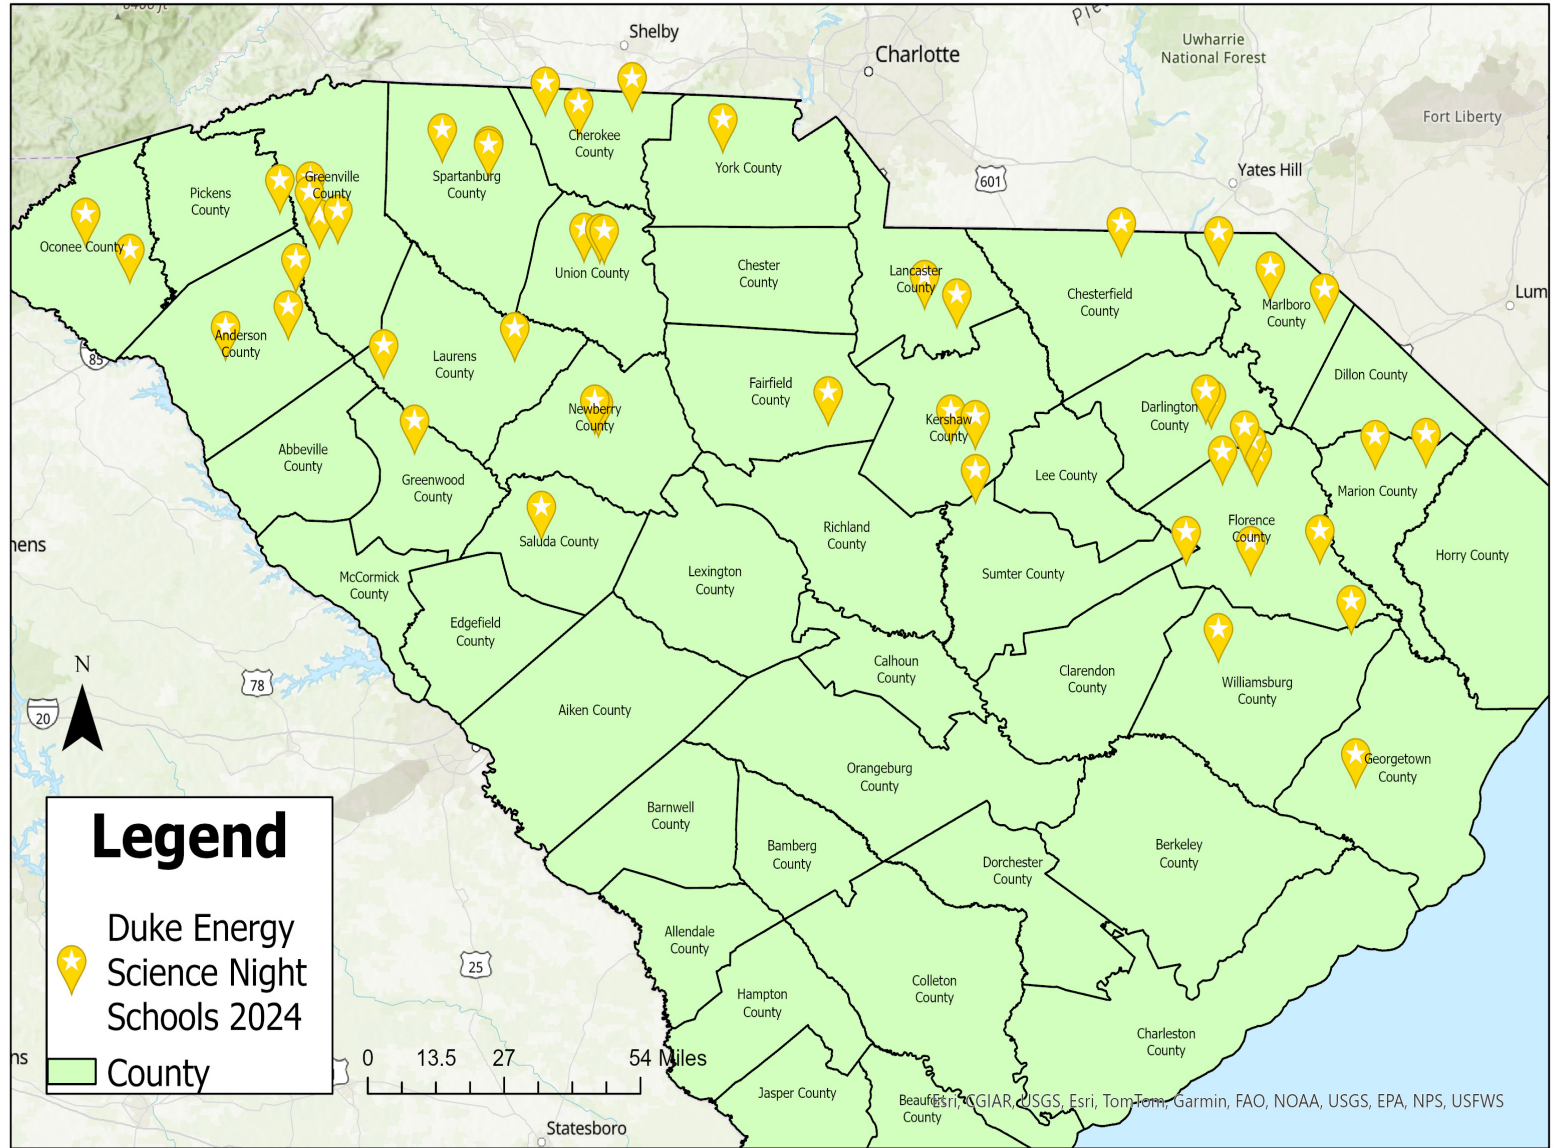 6400 ft
Shelby
Charlotte
Uwharrie
National Forest
Fort Liberty
Cherokee
County
York County
601
Yates Hill
Pickens
County
Greenville
County
Spartanburg
County
Oconee County
Union County
Chester
County
Lancaster
County
Chesterfield
County
Marlboro
County
Lum
85
Anderson
County
Laurens
County
Dillon County
Fairfield
County
Newberry
County
Kershaw
County
Darlington
County
Abbeville
County
Greenwood
County
Lee County
Marion County
Saluda County
Richland
County
Florence
County
Horry County
hens
McCormick
County
Lexington
County
Sumter County
Edgefield
County
Calhoun
County
Clarendon
County
Williamsburg
County
N
78
20
Aiken County
Orangeburg
County
Georgetown
County
Barnwell
County
Bamberg
County
Dorchester
County
Berkeley
County
Legend
Duke Energy
Science Night
Schools 2024
County
25
Allendale
County
Hampton
County
Colleton
County
Charleston
County
ns
0 13.5 27 54 Miles
Jasper County
County
Esri, CGIAR, USGS, Esri, TomTom, Garmin, FAO, NOAA, USGS, EPA, NPS, USFWS
Statesboro